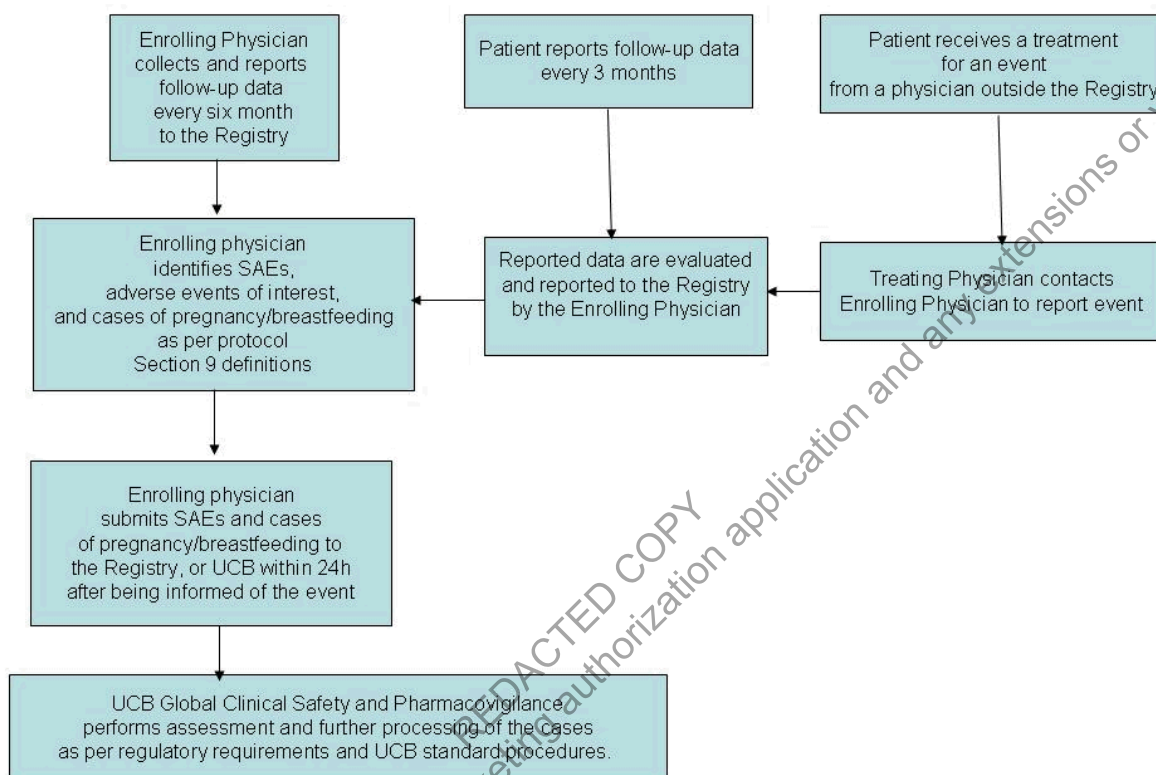 Enrolling Physician
collects and reports
follow-up data
every six month
to the Registry
Patient reports follow-up data
every 3 months
Patient receives a treatment
for an event
from a physician outside the Registry
Enrolling physician
identifies SAEs,
adverse events of interest,
and cases of pregnancy/breastfeeding
as per protocol
Section 9 definitions
Reported data are evaluated
and reported to the Registry
by the Enrolling Physician
Treating Physician contacts
Enrolling Physician to report event
Enrolling physician
submits SAEs and cases
of pregnancy/breastfeeding to
the Registry, or UCB within 24h
after being informed of the event
UCB Global Clinical Safety and Pharmacovigilance
performs assessment and further processing of the cases
as per regulatory requirements and UCB standard procedures.
REDACTED COPY
authorization application and any extensions or